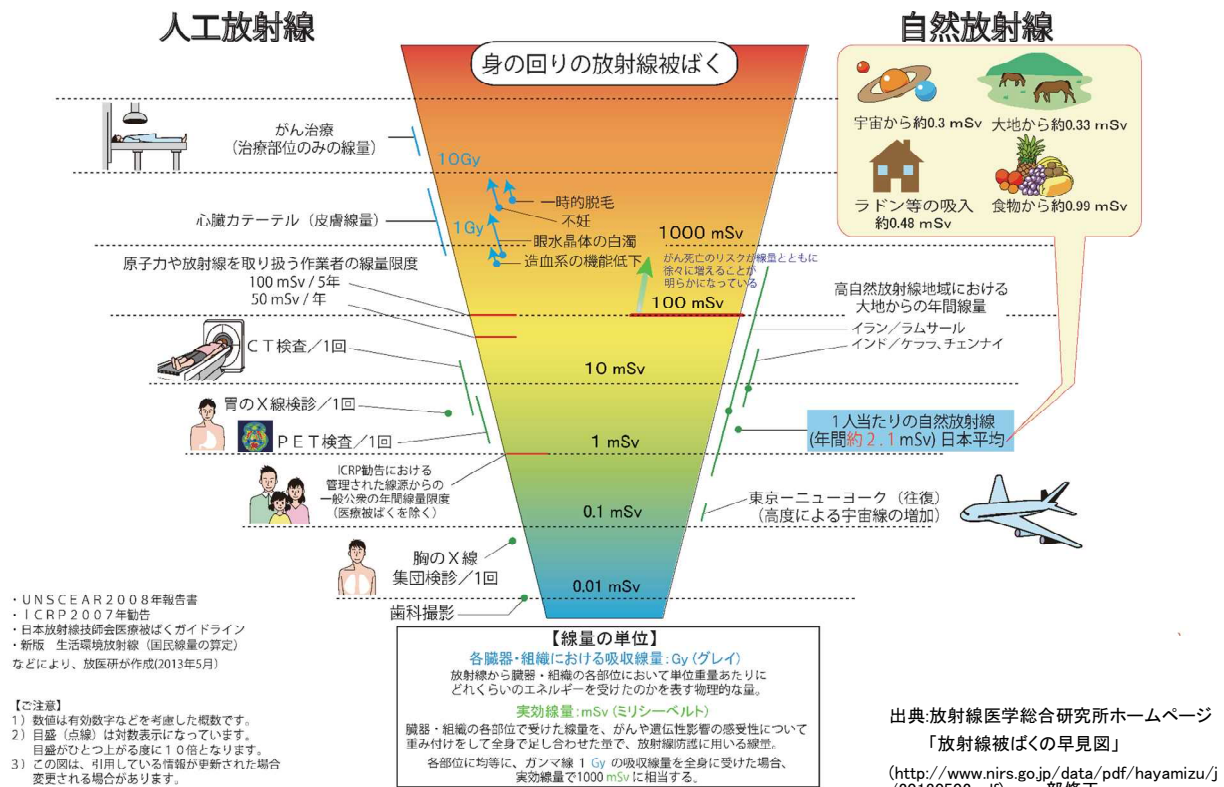 人工放射線
自然放射線
身の回りの放射線被ばく
宇宙から約0.3 mSv
大地から約0.33 mSv
ラドン等の吸入
約0.48 mSv
食物から約0.99 mSv
がん治療
(治療部位のみの線量)
10Gy
心臓カテーテル（皮膚線量）
1Gy
一時的脱毛
不妊
眼水晶体の白濁
造血系の機能低下
1000 mSv
がん死亡のリスクが線量とともに
徐々に増えることが
明らかになっている
100 mSv
原子力や放射線を取り扱う作業者の線量限度
100 mSv / 5年
50 mSv / 年
高自然放射線地域における
大地からの年間線量
イラン／ラムサール
インド／ケララ、チェンナイ
ＣＴ検査／1回
10 mSv
胃のＸ線検診／1回
ＰＥＴ検査／1回
1 mSv
１人当たりの自然放射線
(年間約２.１mSv) 日本平均
ICRP勧告における
管理された線源からの
一般公衆の年間線量限度
（医療被ばくを除く）
0.1 mSv
東京ーニューヨーク（往復）
（高度による宇宙線の増加）
胸のＸ線
集団検診／1回
0.01 mSv
歯科撮影
・ＵＮＳＣＥＡＲ２００８年報告書
・ＩＣＲＰ２００７年勧告
・日本放射線技師会医療被ばくガイドライン
・新版　生活環境放射線（国民線量の算定）
などにより、放医研が作成(2013年5月)
【ご注意】
１）数値は有効数字などを考慮した概数です。
２）目盛（点線）は対数表示になっています。
目盛がひとつ上がる度に１０倍となります。
３）この図は、引用している情報が更新された場合
変更される場合があります。
【線量の単位】
各臓器・組織における吸収線量：Gy（グレイ）
放射線から臓器・組織の各部位において単位重量あたりに
どれくらいのエネルギーを受けたのかを表す物理的な量。
実効線量：mSv（ミリシーベルト）
臓器・組織の各部位で受けた線量を、がんや遺伝性影響の感受性について
重み付けをして全身で足し合わせた量で、放射線防護に用いる線量。
各部位に均等に、ガンマ線 1 Gy の吸収線量を全身に受けた場合、
実効線量で1000 mSv に相当する。
出典:放射線医学総合研究所ホームページ
「放射線被ばくの早見図」
(http://www.nirs.go.jp/data/pdf/hayamizu/j